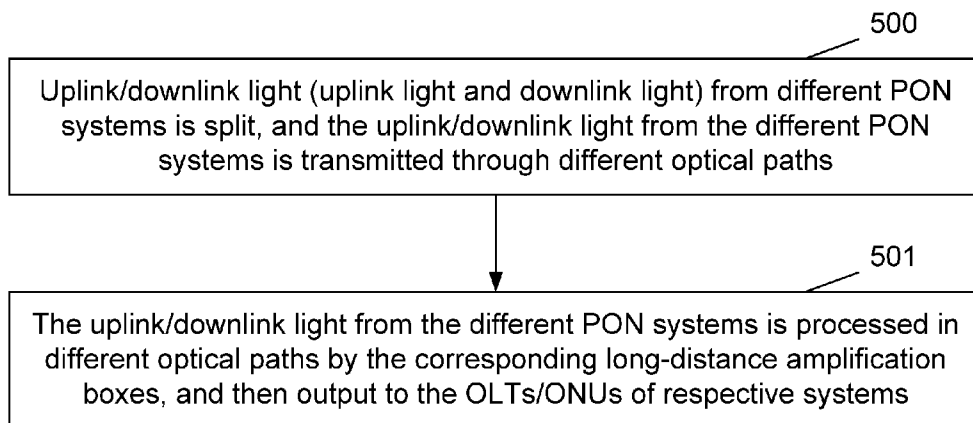 500
Uplink/downlink light (uplink light and downlink light) from different PON
systems is split, and the uplink/downlink light from the different PON
systems is transmitted through different optical paths
501
The uplink/downlink light from the different PON systems is processed in
different optical paths by the corresponding long-distance amplification
boxes, and then output to the OLTs/ONUs of respective systems